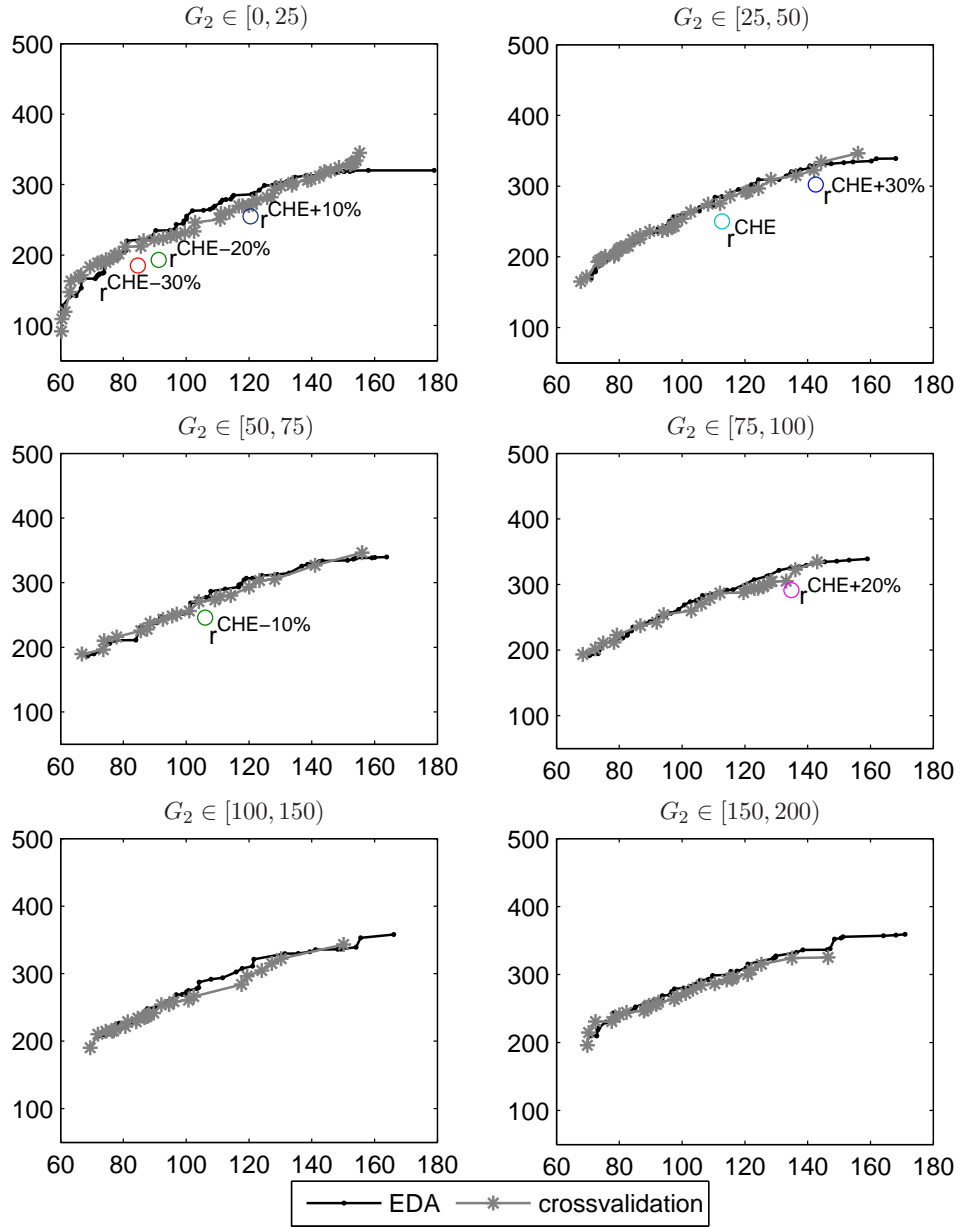 G₂ ∈ [0, 25)
500
400
300
200
100
60 80 100 120 140 160 180
r^CHE+10%
r^CHE−20%
r^CHE−30%
G₂ ∈ [25, 50)
500
400
300
200
100
60 80 100 120 140 160 180
r^CHE+30%
r^CHE
G₂ ∈ [50, 75)
500
400
300
200
100
60 80 100 120 140 160 180
r^CHE−10%
G₂ ∈ [75, 100)
500
400
300
200
100
60 80 100 120 140 160 180
r^CHE+20%
G₂ ∈ [100, 150)
500
400
300
200
100
60 80 100 120 140 160 180
G₂ ∈ [150, 200)
500
400
300
200
100
60 80 100 120 140 160 180
EDA crossvalidation